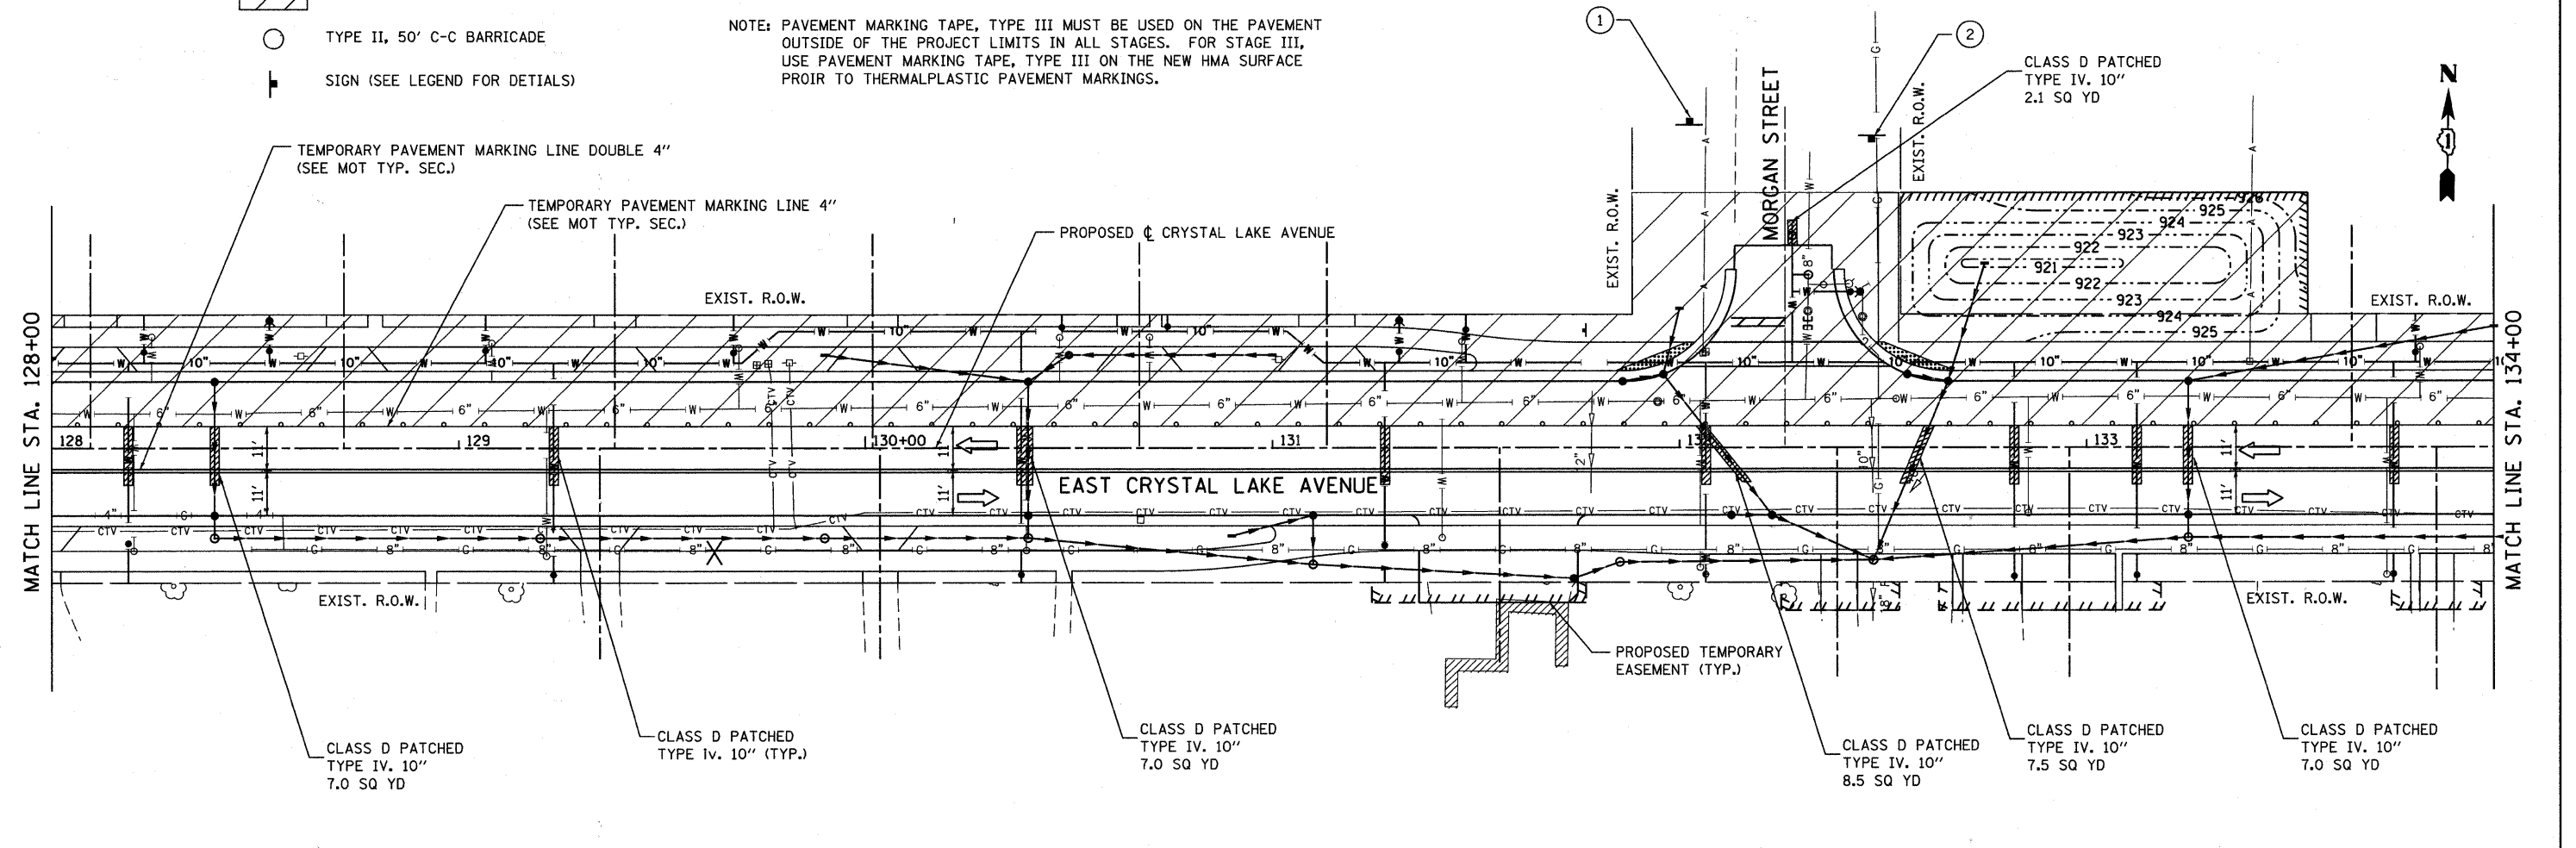 TYPE II, 50' C-C BARRICADE
SIGN (SEE LEGEND FOR DETIALS)
NOTE: PAVEMENT MARKING TAPE, TYPE III MUST BE USED ON THE PAVEMENT
OUTSIDE OF THE PROJECT LIMITS IN ALL STAGES. FOR STAGE III,
USE PAVEMENT MARKING TAPE, TYPE III ON THE NEW HMA SURFACE
PROIR TO THERMALPLASTIC PAVEMENT MARKINGS.
1
2
CLASS D PATCHED
TYPE IV. 10"
2.1 SQ YD
N
TEMPORARY PAVEMENT MARKING LINE DOUBLE 4"
(SEE MOT TYP. SEC.)
TEMPORARY PAVEMENT MARKING LINE 4"
(SEE MOT TYP. SEC.)
PROPOSED ℄ CRYSTAL LAKE AVENUE
MORGAN STREET
EXIST. R.O.W.
EXIST. R.O.W.
EXIST. R.O.W.
EXIST. R.O.W.
926
925
924
923
922
921
922
923
924
925
MATCH LINE STA. 128+00
MATCH LINE STA. 134+00
128
129
130+00
131
133
11'
11'
11'
11'
11'
11'
EAST CRYSTAL LAKE AVENUE
EXIST. R.O.W.
EXIST. R.O.W.
PROPOSED TEMPORARY
EASEMENT (TYP.)
CLASS D PATCHED
TYPE IV. 10"
7.0 SQ YD
CLASS D PATCHED
TYPE Iv. 10" (TYP.)
CLASS D PATCHED
TYPE IV. 10"
7.0 SQ YD
CLASS D PATCHED
TYPE IV. 10"
8.5 SQ YD
CLASS D PATCHED
TYPE IV. 10"
7.5 SQ YD
CLASS D PATCHED
TYPE IV. 10"
7.0 SQ YD